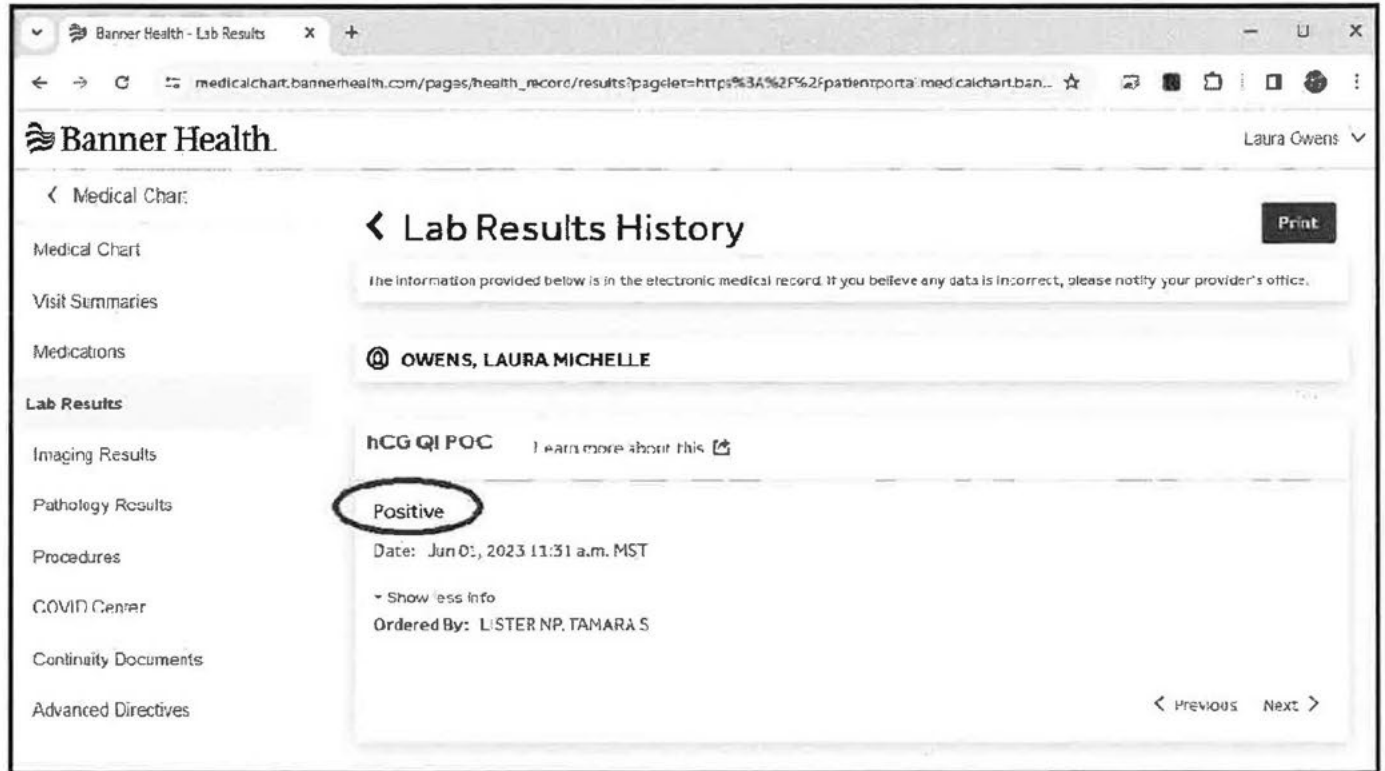 Banner Health - Lab Results X +
medicalchart.bannerhealth.com/pages/health_record/results?pagelet=https%3A%2F%2Fpatientportal.medicalchart.ban...
Banner Health.
Laura Owens
Medical Chart
Medical Chart
Visit Summaries
Medications
Lab Results
Imaging Results
Pathology Results
Procedures
COVID Center
Continuity Documents
Advanced Directives
Lab Results History
Print
The information provided below is in the electronic medical record. If you believe any data is incorrect, please notify your provider's office.
OWENS, LAURA MICHELLE
hCG Ql POC Learn more about this
Positive
Date: Jun 01, 2023 11:31 a.m. MST
Show less info
Ordered By: LISTER NP, TAMARA S
Previous Next